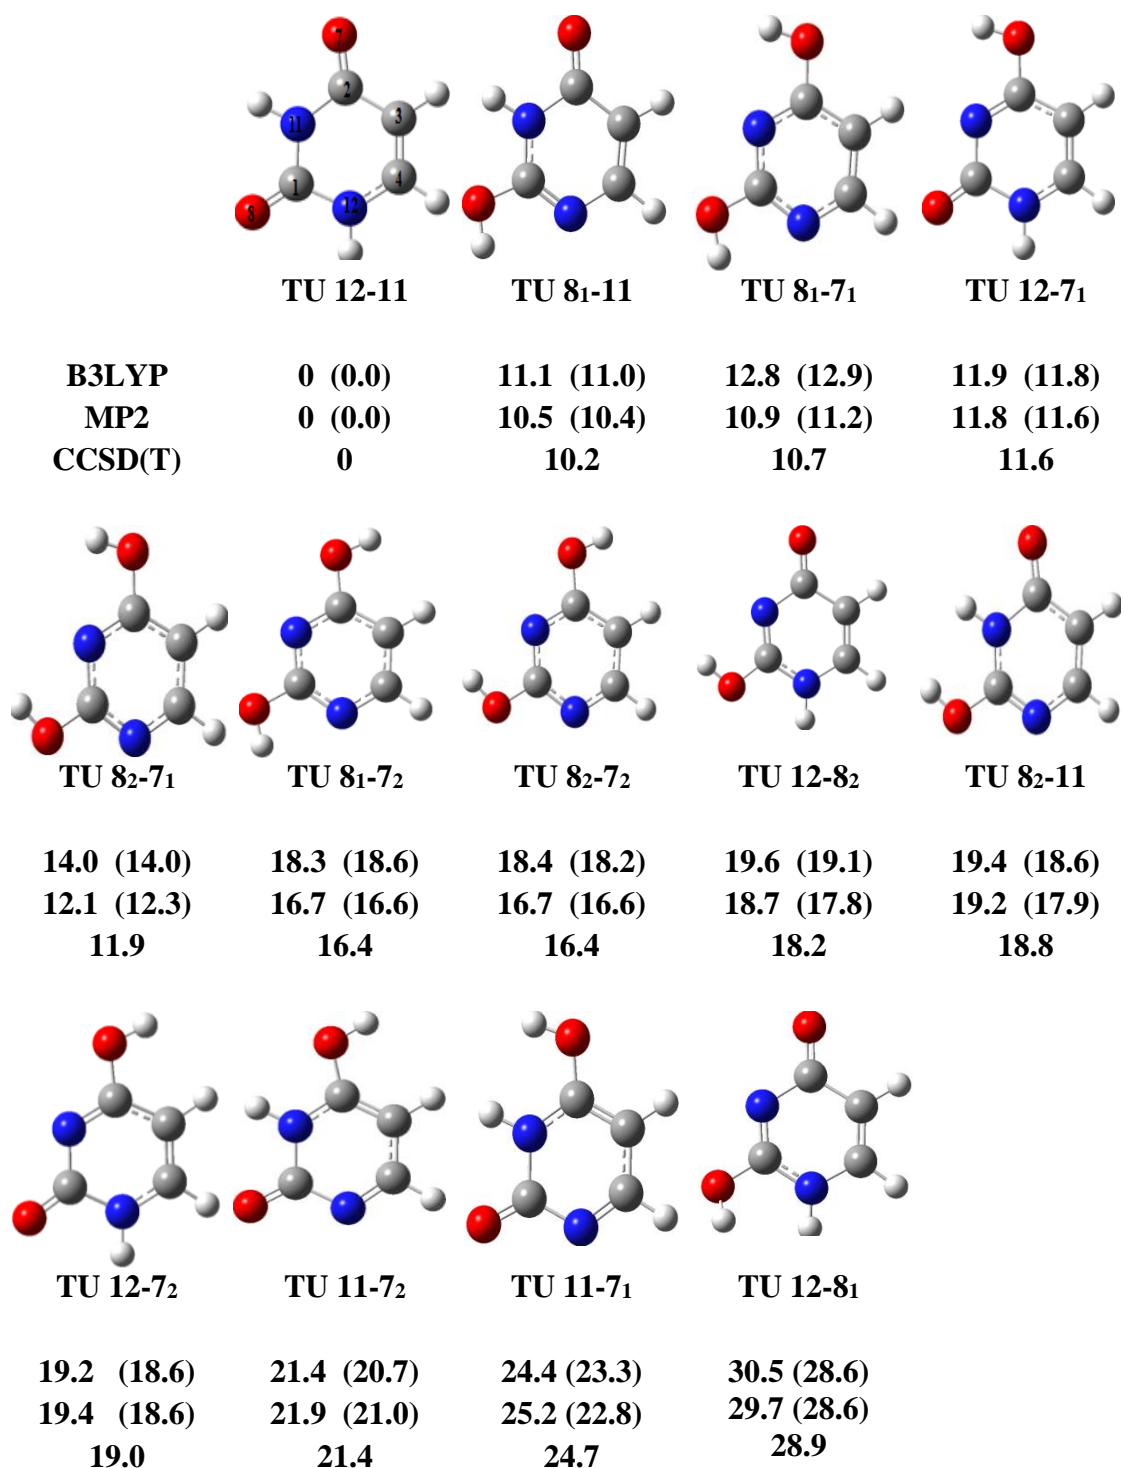 7
2
3
11
1
4
8
12
TU 12-11 TU 8₁-11 TU 8₁-7₁ TU 12-7₁
B3LYP 0 (0.0) 11.1 (11.0) 12.8 (12.9) 11.9 (11.8)
MP2 0 (0.0) 10.5 (10.4) 10.9 (11.2) 11.8 (11.6)
CCSD(T) 0 10.2 10.7 11.6
TU 8₂-7₁ TU 8₁-7₂ TU 8₂-7₂ TU 12-8₂ TU 8₂-11
14.0 (14.0) 18.3 (18.6) 18.4 (18.2) 19.6 (19.1) 19.4 (18.6)
12.1 (12.3) 16.7 (16.6) 16.7 (16.6) 18.7 (17.8) 19.2 (17.9)
11.9 16.4 16.4 18.2 18.8
TU 12-7₂ TU 11-7₂ TU 11-7₁ TU 12-8₁
19.2 (18.6) 21.4 (20.7) 24.4 (23.3) 30.5 (28.6)
19.4 (18.6) 21.9 (21.0) 25.2 (22.8) 29.7 (28.6)
19.0 21.4 24.7 28.9